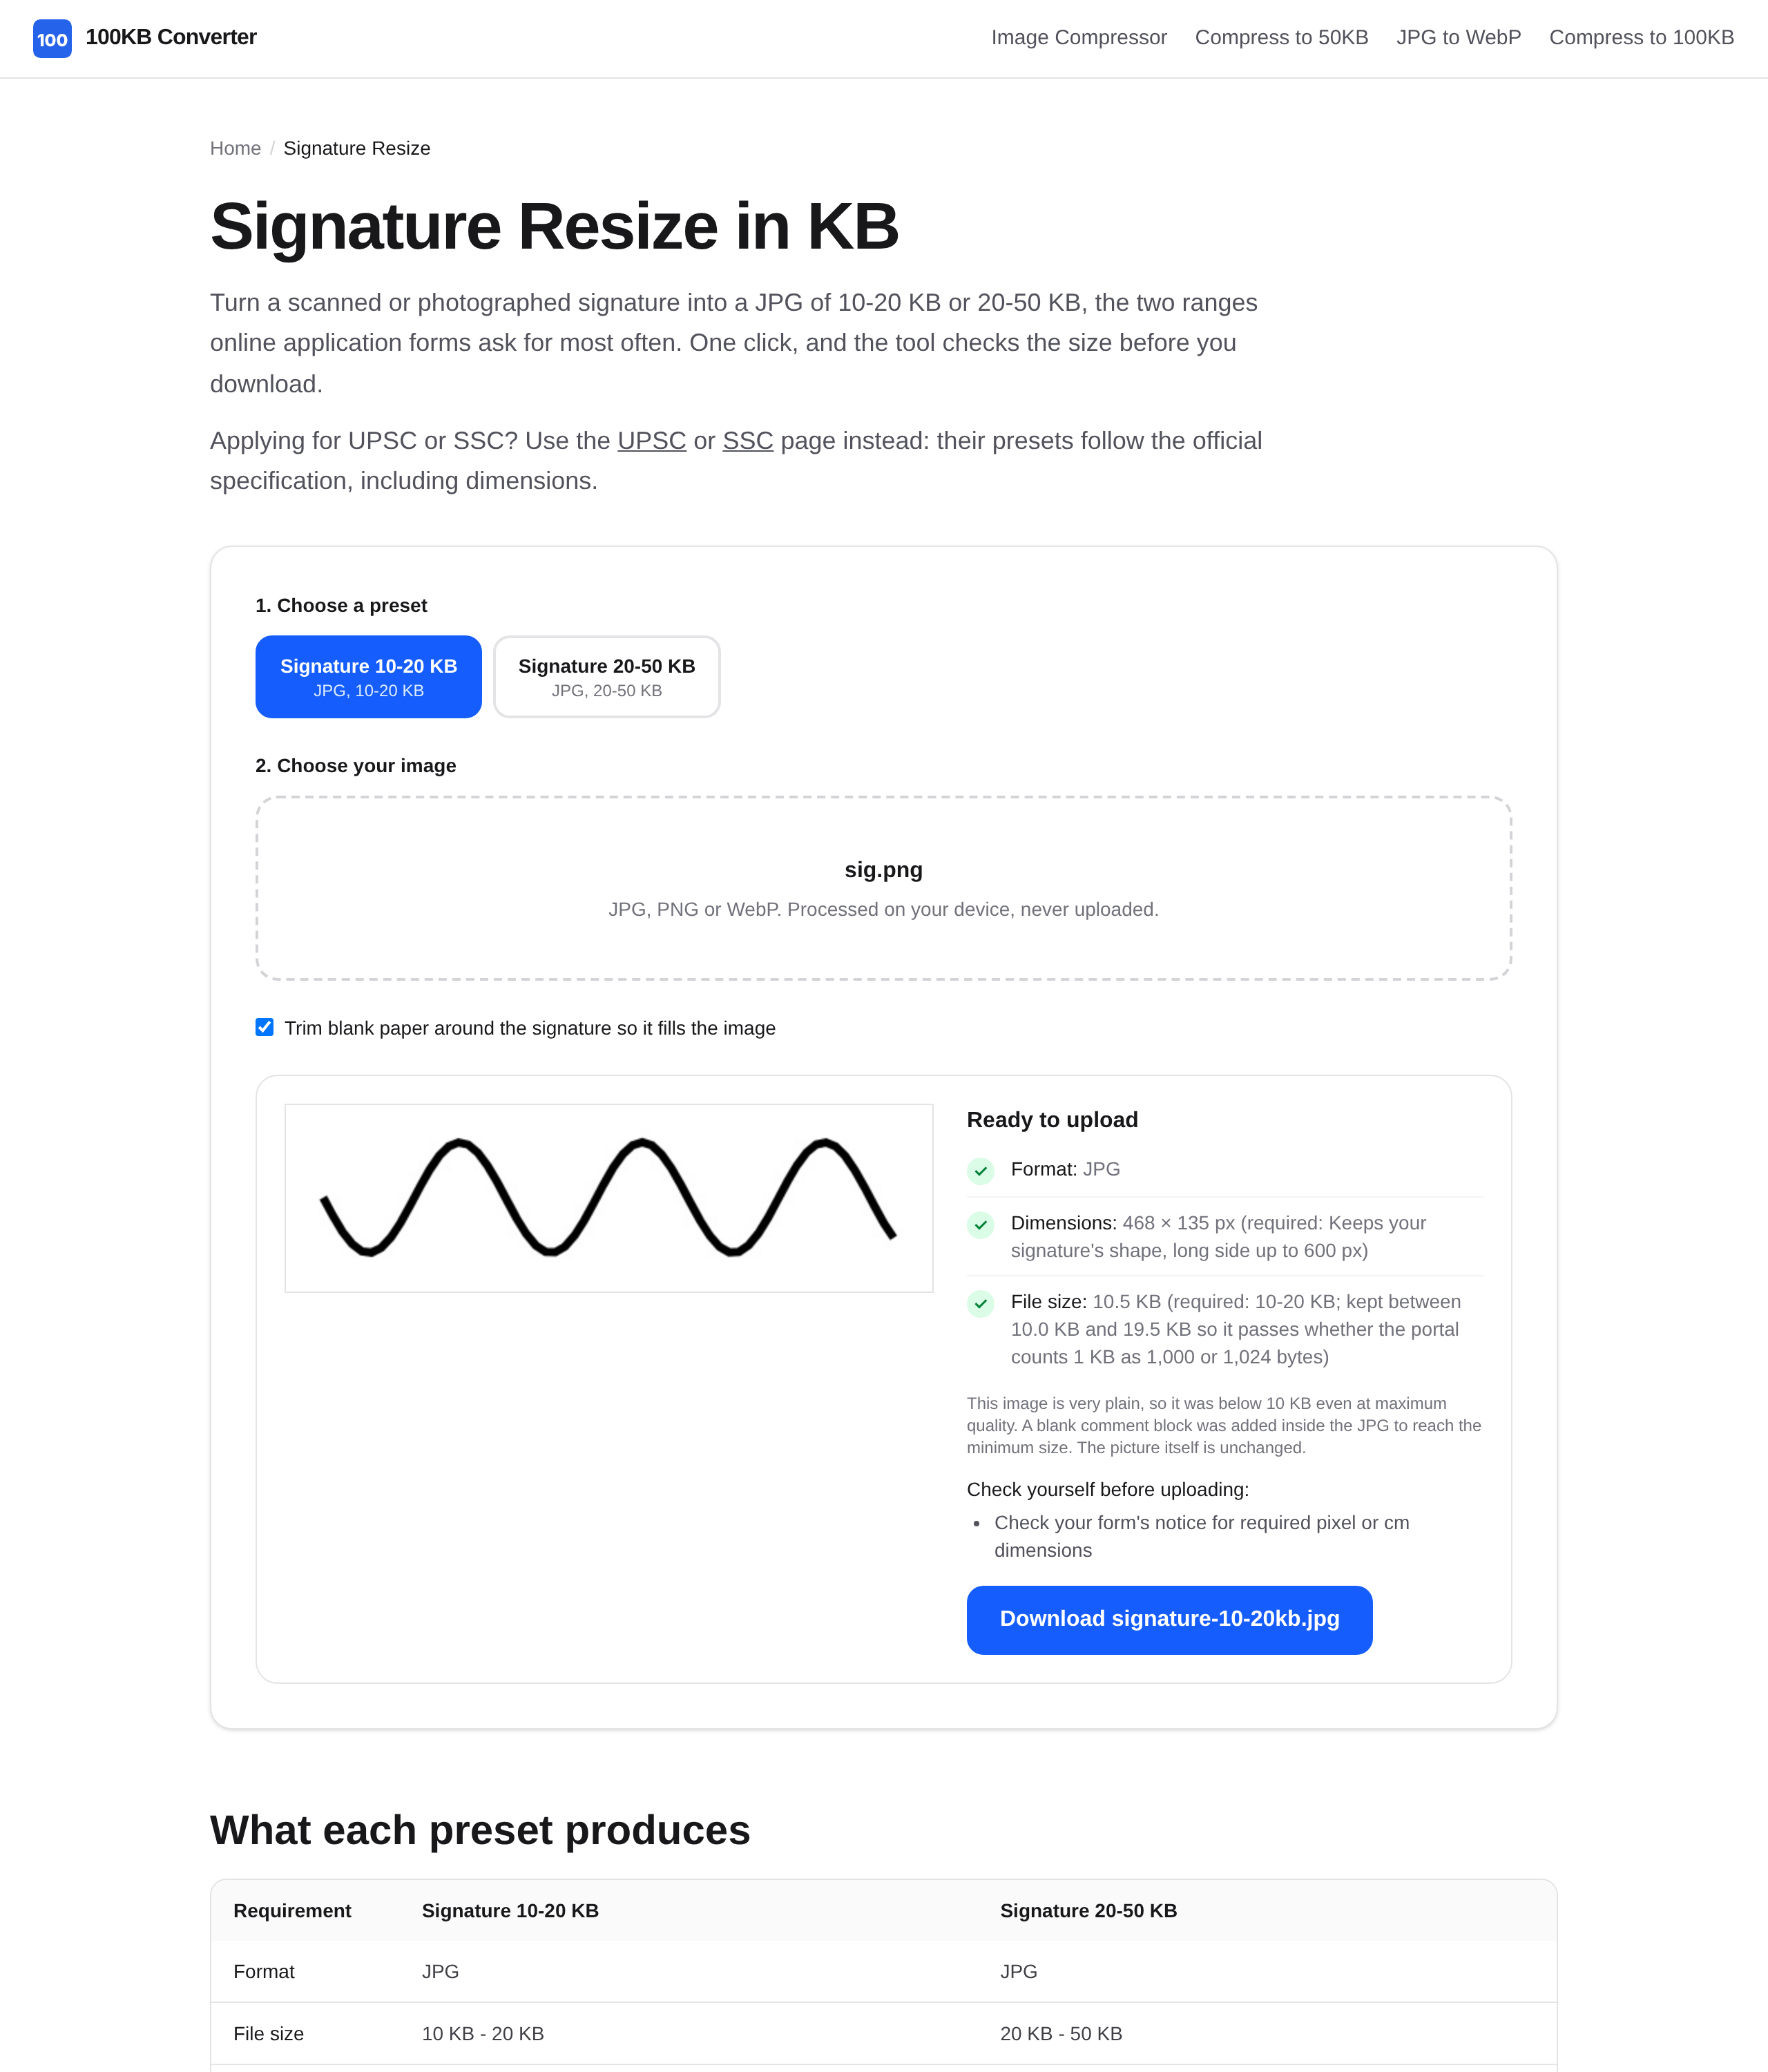 100 100KB Converter Image Compressor Compress to 50KB JPG to WebP Compress to 100KB
Home / Signature Resize
Signature Resize in KB
Turn a scanned or photographed signature into a JPG of 10-20 KB or 20-50 KB, the two ranges
online application forms ask for most often. One click, and the tool checks the size before you
download.
Applying for UPSC or SSC? Use the UPSC or SSC page instead: their presets follow the official
specification, including dimensions.
1. Choose a preset
Signature 10-20 KB
JPG, 10-20 KB
Signature 20-50 KB
JPG, 20-50 KB
2. Choose your image
sig.png
JPG, PNG or WebP. Processed on your device, never uploaded.
Trim blank paper around the signature so it fills the image
Ready to upload
Format: JPG
Dimensions: 468 × 135 px (required: Keeps your
signature's shape, long side up to 600 px)
File size: 10.5 KB (required: 10-20 KB; kept between
10.0 KB and 19.5 KB so it passes whether the portal
counts 1 KB as 1,000 or 1,024 bytes)
This image is very plain, so it was below 10 KB even at maximum
quality. A blank comment block was added inside the JPG to reach the
minimum size. The picture itself is unchanged.
Check yourself before uploading:
• Check your form's notice for required pixel or cm
dimensions
Download signature-10-20kb.jpg
What each preset produces
Requirement Signature 10-20 KB Signature 20-50 KB
Format JPG JPG
File size 10 KB - 20 KB 20 KB - 50 KB